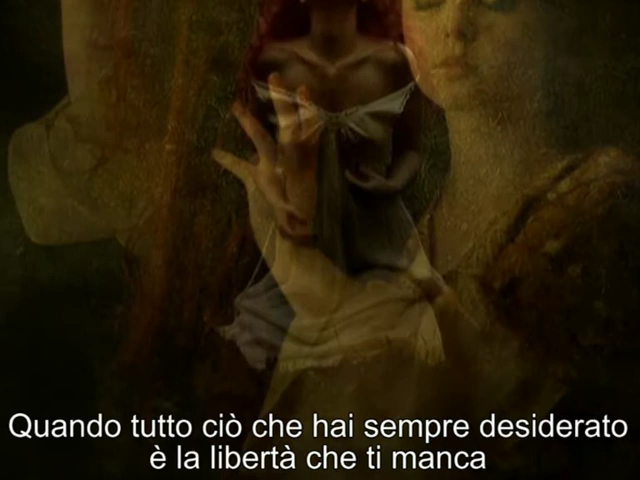 Quando tutto ciò che hai sempre desiderato
è la libertà che ti manca